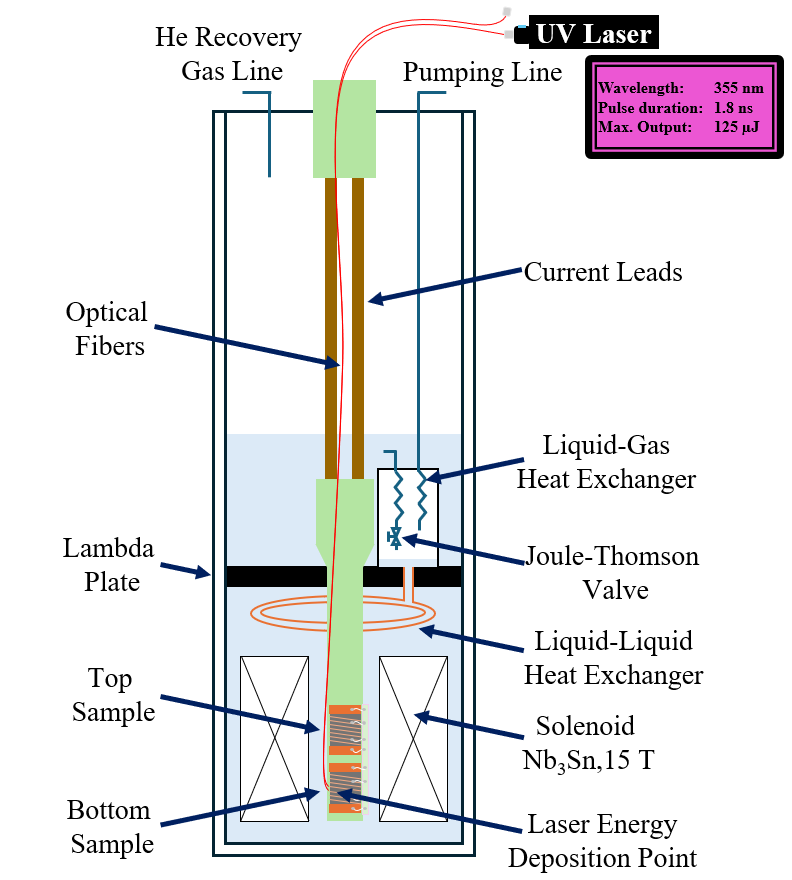 He Recovery
Gas Line
UV Laser
Pumping Line
Wavelength: 355 nm
Pulse duration: 1.8 ns
Max. Output: 125 µJ
Current Leads
Optical
Fibers
Liquid-Gas
Heat Exchanger
Lambda
Plate
Joule-Thomson
Valve
Liquid-Liquid
Heat Exchanger
Top
Sample
Solenoid
Nb₃Sn,15 T
Bottom
Sample
Laser Energy
Deposition Point